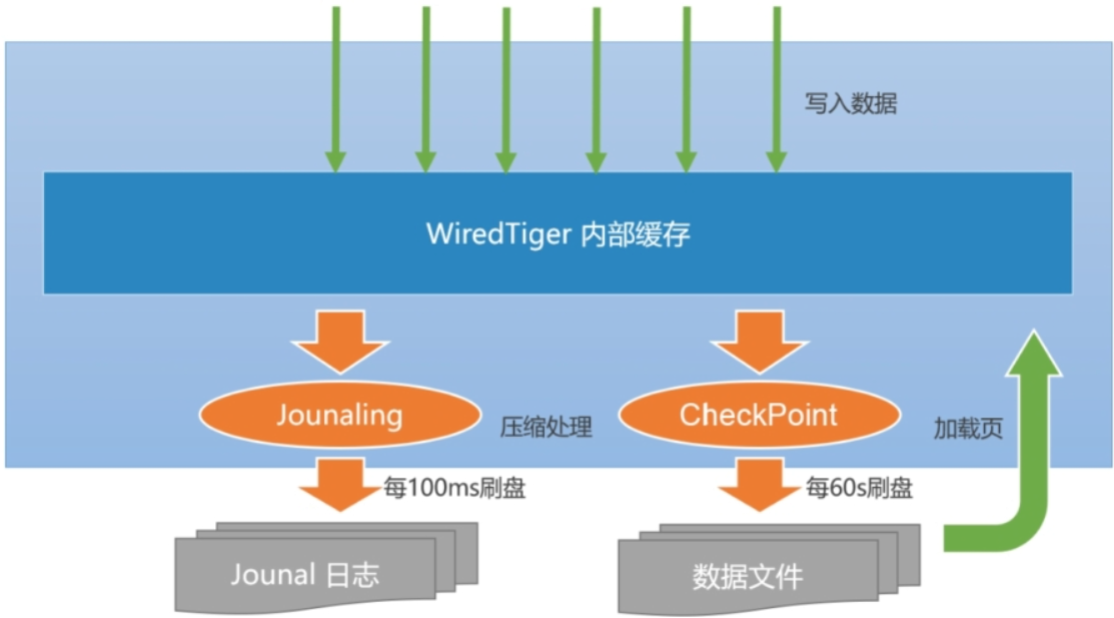 写入数据
WiredTiger 内部缓存
Jounaling
压缩处理
CheckPoint
加载页
每100ms刷盘
每60s刷盘
Jounal 日志
数据文件